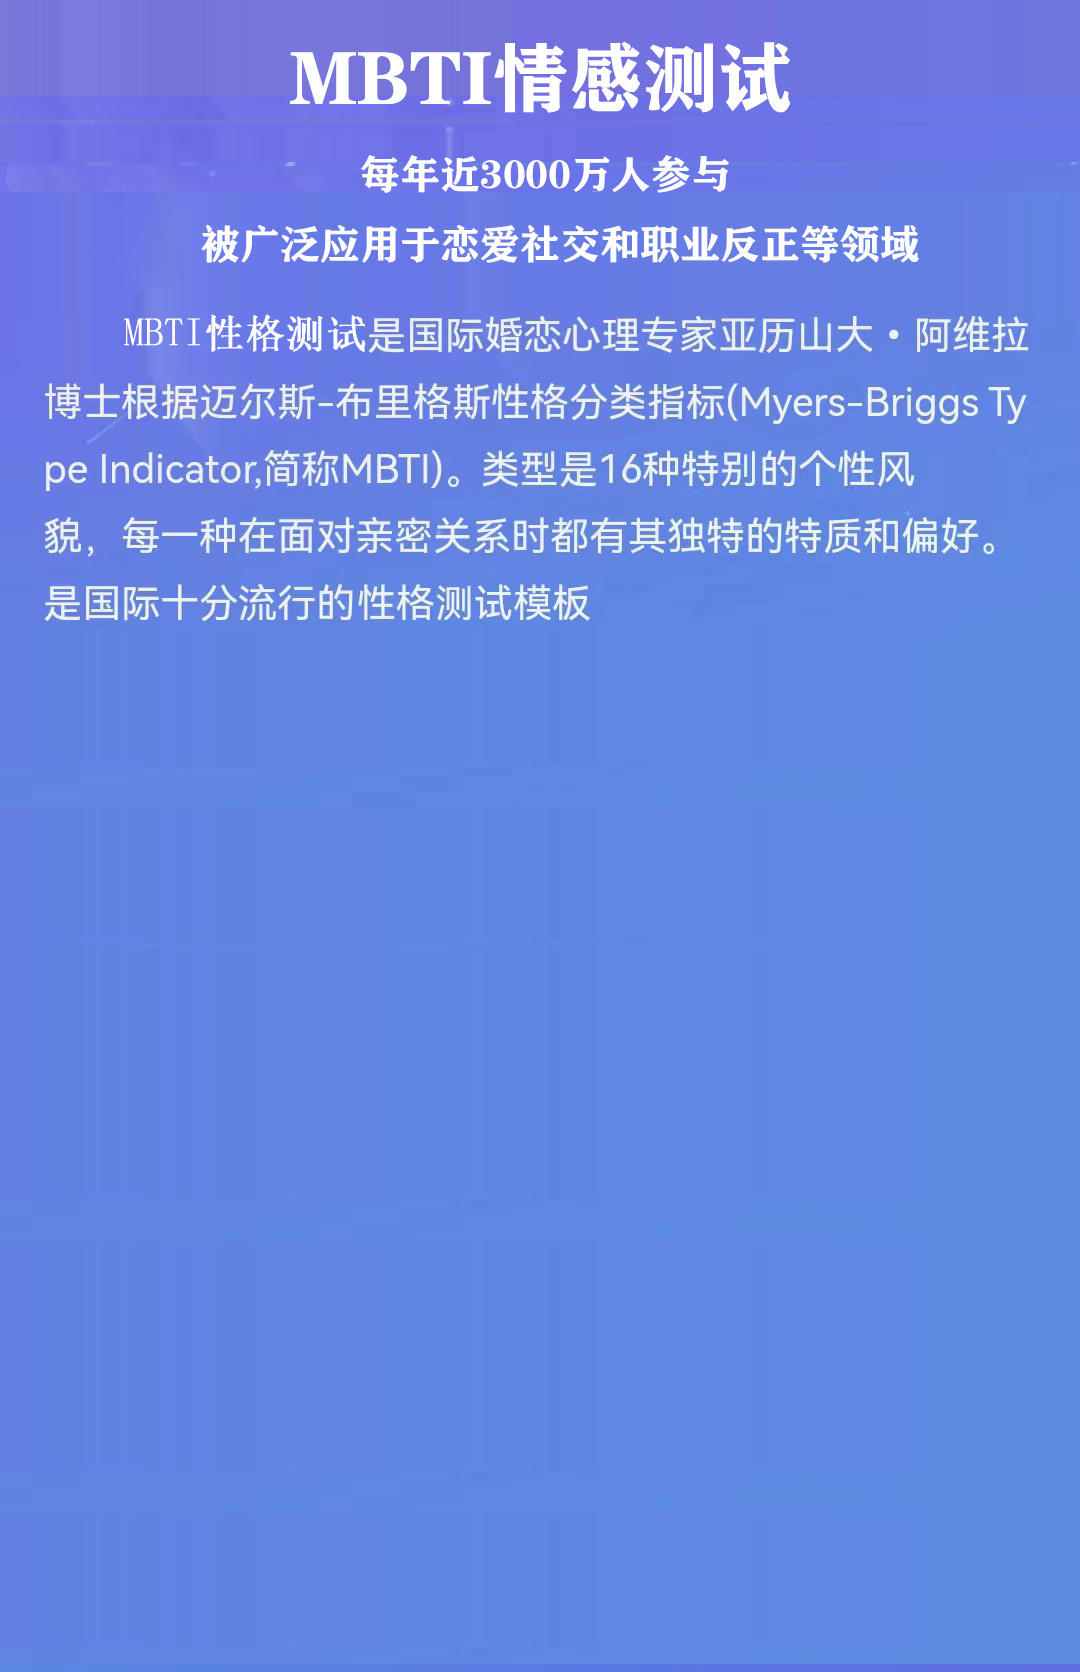 MBTI情感测试
每年近3000万人参与
被广泛应用于恋爱社交和职业反正等领域
MBTI性格测试是国际婚恋心理专家亚历山大·阿维拉
博士根据迈尔斯-布里格斯性格分类指标(Myers-Briggs Ty
pe Indicator,简称MBTI)。类型是16种特别的个性风
貌，每一种在面对亲密关系时都有其独特的特质和偏好。
是国际十分流行的性格测试模板